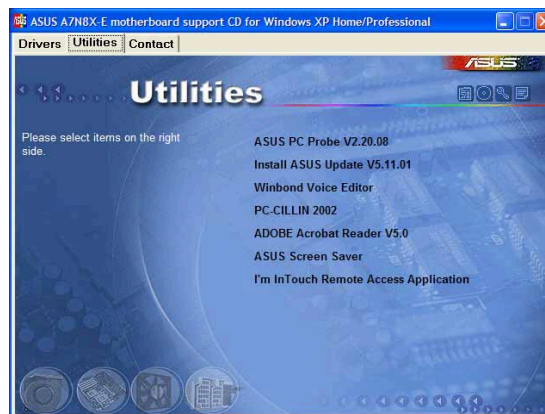 ASUS A7N8X-E motherboard support CD for Windows XP Home/Professional
Drivers Utilities Contact
ASUS
Utilities
Please select items on the right
side.
ASUS PC Probe V2.20.08
Install ASUS Update V5.11.01
Winbond Voice Editor
PC-CILLIN 2002
ADOBE Acrobat Reader V5.0
ASUS Screen Saver
I'm InTouch Remote Access Application